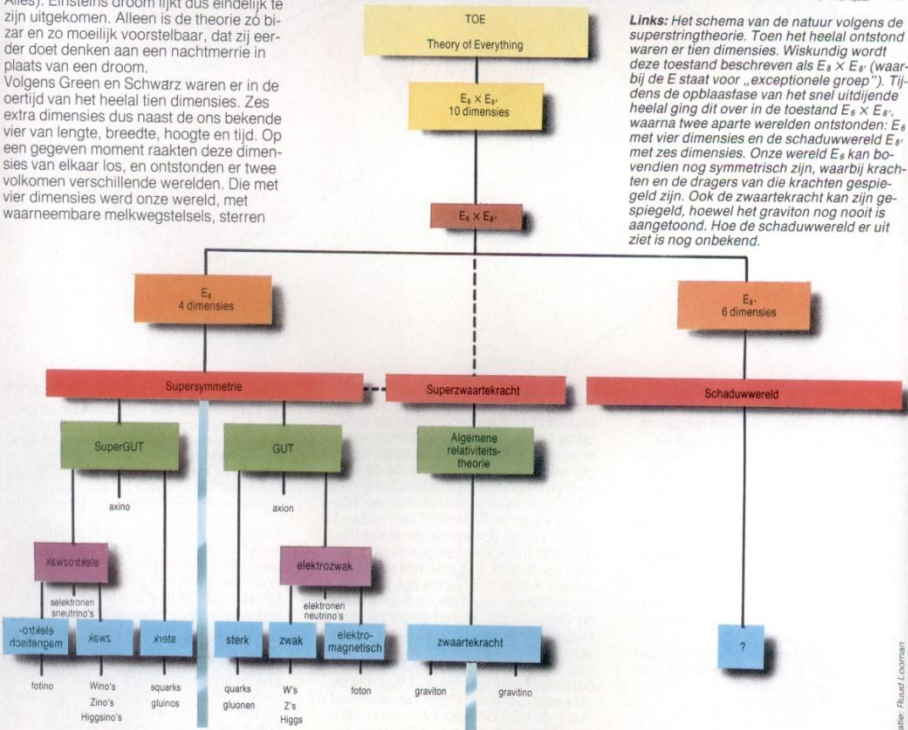 Alles). Einsteins droom lijkt dus eindelijk te
zijn uitgekomen. Alleen is de theorie zó bi-
zar en zo moeilijk voorstelbaar, dat zij eer-
der doet denken aan een nachtmerrie in
plaats van een droom.
Volgens Green en Schwarz waren er in de
oertijd van het heelal tien dimensies. Zes
extra dimensies dus naast de ons bekende
vier van lengte, breedte, hoogte en tijd. Op
een gegeven moment raakten deze dimen-
sies van elkaar los, en ontstonden er twee
volkomen verschillende werelden. Die met
vier dimensies werd onze wereld, met
waarneembare melkwegstelsels, sterren
Links: Het schema van de natuur volgens de
superstringtheorie. Toen het heelal ontstond
waren er tien dimensies. Wiskundig wordt
deze toestand beschreven als E₈ × E₈' (waar-
bij de E staat voor „exceptionele groep”). Tij-
dens de opblaasfase van het snel uitdijende
heelal ging dit over in de toestand E₆ × E₈',
waarna twee aparte werelden ontstonden: E₆
met vier dimensies en de schaduwwereld E₈'
met zes dimensies. Onze wereld E₆ kan bo-
vendien nog symmetrisch zijn, waarbij krach-
ten en de dragers van die krachten gespie-
geld zijn. Ook de zwaartekracht kan zijn ge-
spiegeld, hoewel het graviton nog nooit is
aangetoond. Hoe de schaduwwereld er uit
ziet is nog onbekend.
TOE
Theory of Everything
E₈ × E₈'
10 dimensies
E₆ × E₈'
E₆
4 dimensies
E₈'
6 dimensies
Supersymmetrie
Superzwaartekracht
Schaduwwereld
SuperGUT
GUT
Algemene
relativiteits-
theorie
axino
axion
elektrozwak
elektrozwak
selektronen
sneutrino's
elektronen
neutrino's
elektro-
magnetisch
zwak
sterk
sterk
zwak
elektro-
magnetisch
zwaartekracht
?
fotino
Wino's
Zino's
Higgsino's
squarks
gluinos
quarks
gluonen
W's
Z's
Higgs
foton
graviton
gravitino
Ruud Looman